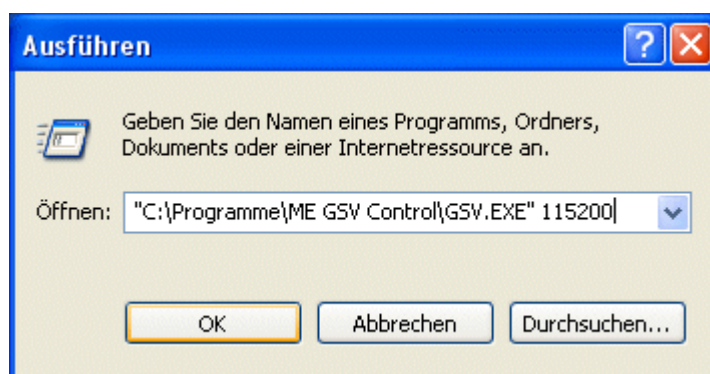 Ausführen
Geben Sie den Namen eines Programms, Ordners,
Dokuments oder einer Internetressource an.
Öffnen: "C:\Programme\ME GSV Control\GSV.EXE" 115200
OK Abbrechen Durchsuchen...